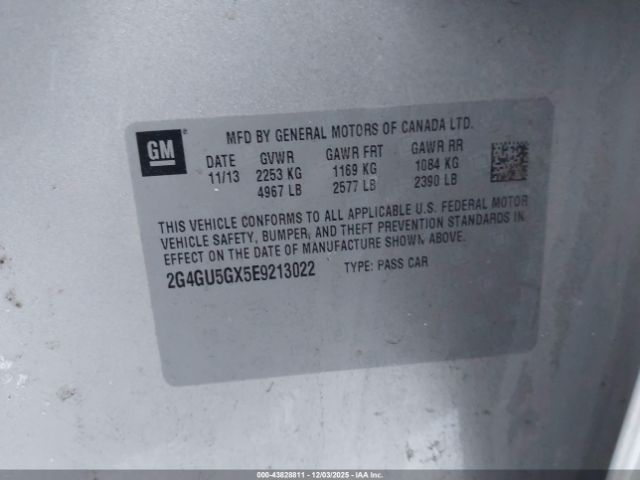 GM
MFD BY GENERAL MOTORS OF CANADA LTD.
DATE GVWR GAWR FRT GAWR RR
11/13 2253 KG 1169 KG 1084 KG
4967 LB 2577 LB 2390 LB
THIS VEHICLE CONFORMS TO ALL APPLICABLE U.S. FEDERAL MOTOR
VEHICLE SAFETY, BUMPER, AND THEFT PREVENTION STANDARDS IN
EFFECT ON THE DATE OF MANUFACTURE SHOWN ABOVE.
2G4GU5GX5E9213022 TYPE: PASS CAR
000-43828811 - 12/03/2025 - IAA Inc.